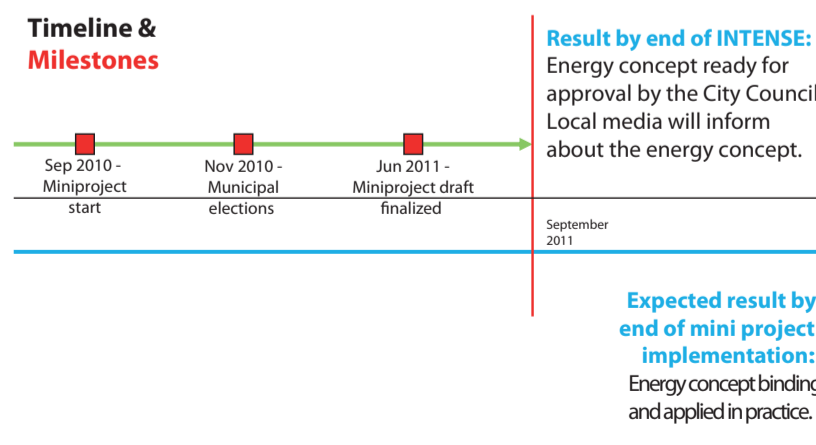 Timeline &
Milestones
Result by end of INTENSE:
Energy concept ready for
approval by the City Council
Local media will inform
about the energy concept.
Sep 2010 -
Miniproject
start
Nov 2010 -
Municipal
elections
Jun 2011 -
Miniproject draft
finalized
September
2011
Expected result by
end of mini project
implementation:
Energy concept binding
and applied in practice.